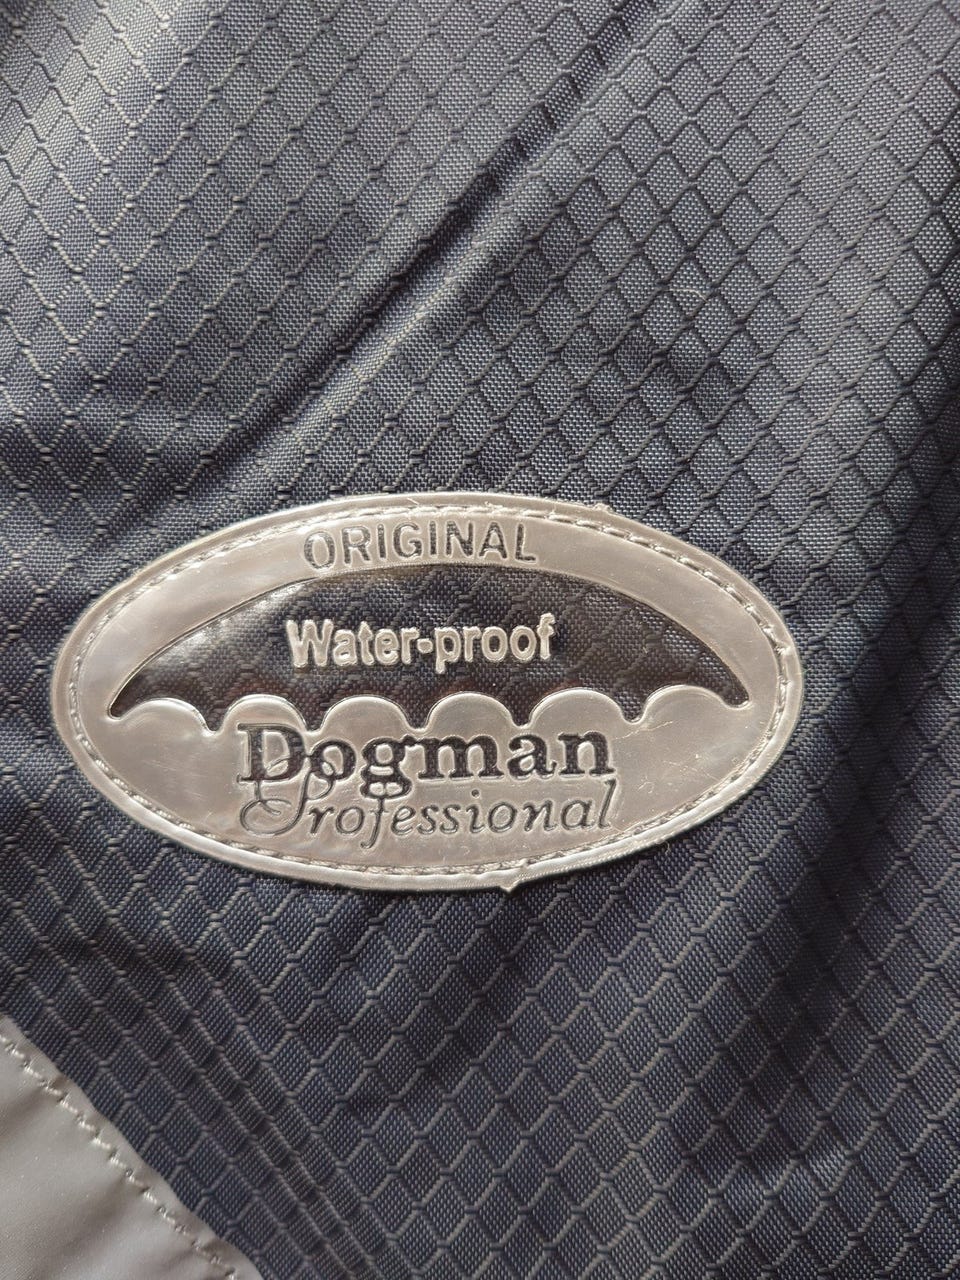 ORIGINAL
Water-proof
Dogman
Professional